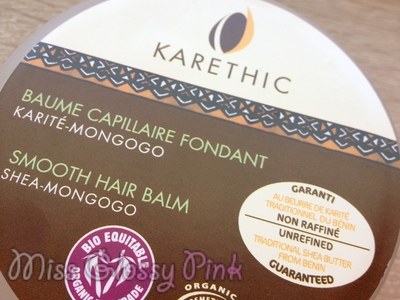 KARETHIC
BAUME CAPILLAIRE FONDANT
KARITÉ-MONGOGO
SMOOTH HAIR BALM
SHEA-MONGOGO
GARANTI
AU BEURRE DE KARITÉ
TRADITIONNEL DU BÉNIN
NON RAFFINÉ
UNREFINED
TRADITIONAL SHEA BUTTER
FROM BENIN
GUARANTEED
BIO EQUITABLE
ORGANIC
ORGANIC
Miss Glossy Pink